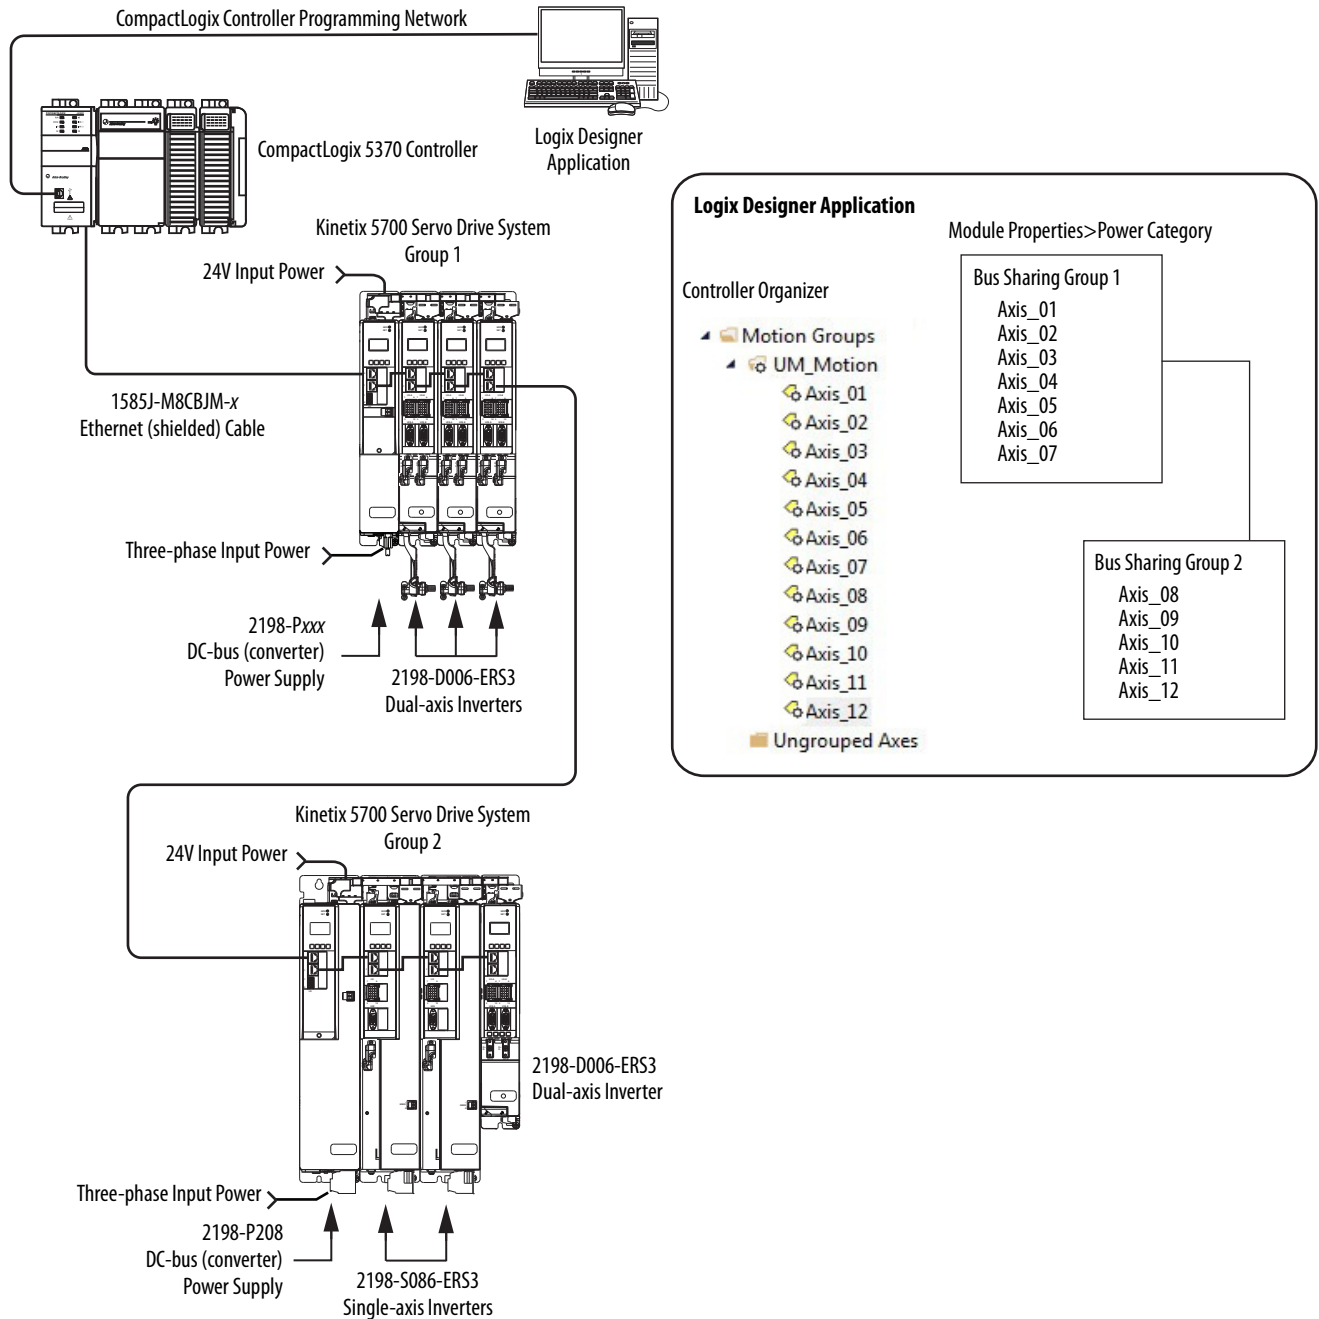 CompactLogix Controller Programming Network
Logix Designer
Application
CompactLogix 5370 Controller
Kinetix 5700 Servo Drive System
Group 1
24V Input Power
1585J-M8CBJM-x
Ethernet (shielded) Cable
Three-phase Input Power
2198-Pxxx
DC-bus (converter)
Power Supply
2198-D006-ERS3
Dual-axis Inverters
Logix Designer Application
Module Properties>Power Category
Controller Organizer
Motion Groups
UM_Motion
Axis_01
Axis_02
Axis_03
Axis_04
Axis_05
Axis_06
Axis_07
Axis_08
Axis_09
Axis_10
Axis_11
Axis_12
Ungrouped Axes
Bus Sharing Group 1
Axis_01
Axis_02
Axis_03
Axis_04
Axis_05
Axis_06
Axis_07
Bus Sharing Group 2
Axis_08
Axis_09
Axis_10
Axis_11
Axis_12
Kinetix 5700 Servo Drive System
Group 2
24V Input Power
2198-D006-ERS3
Dual-axis Inverter
Three-phase Input Power
2198-P208
DC-bus (converter)
Power Supply
2198-S086-ERS3
Single-axis Inverters